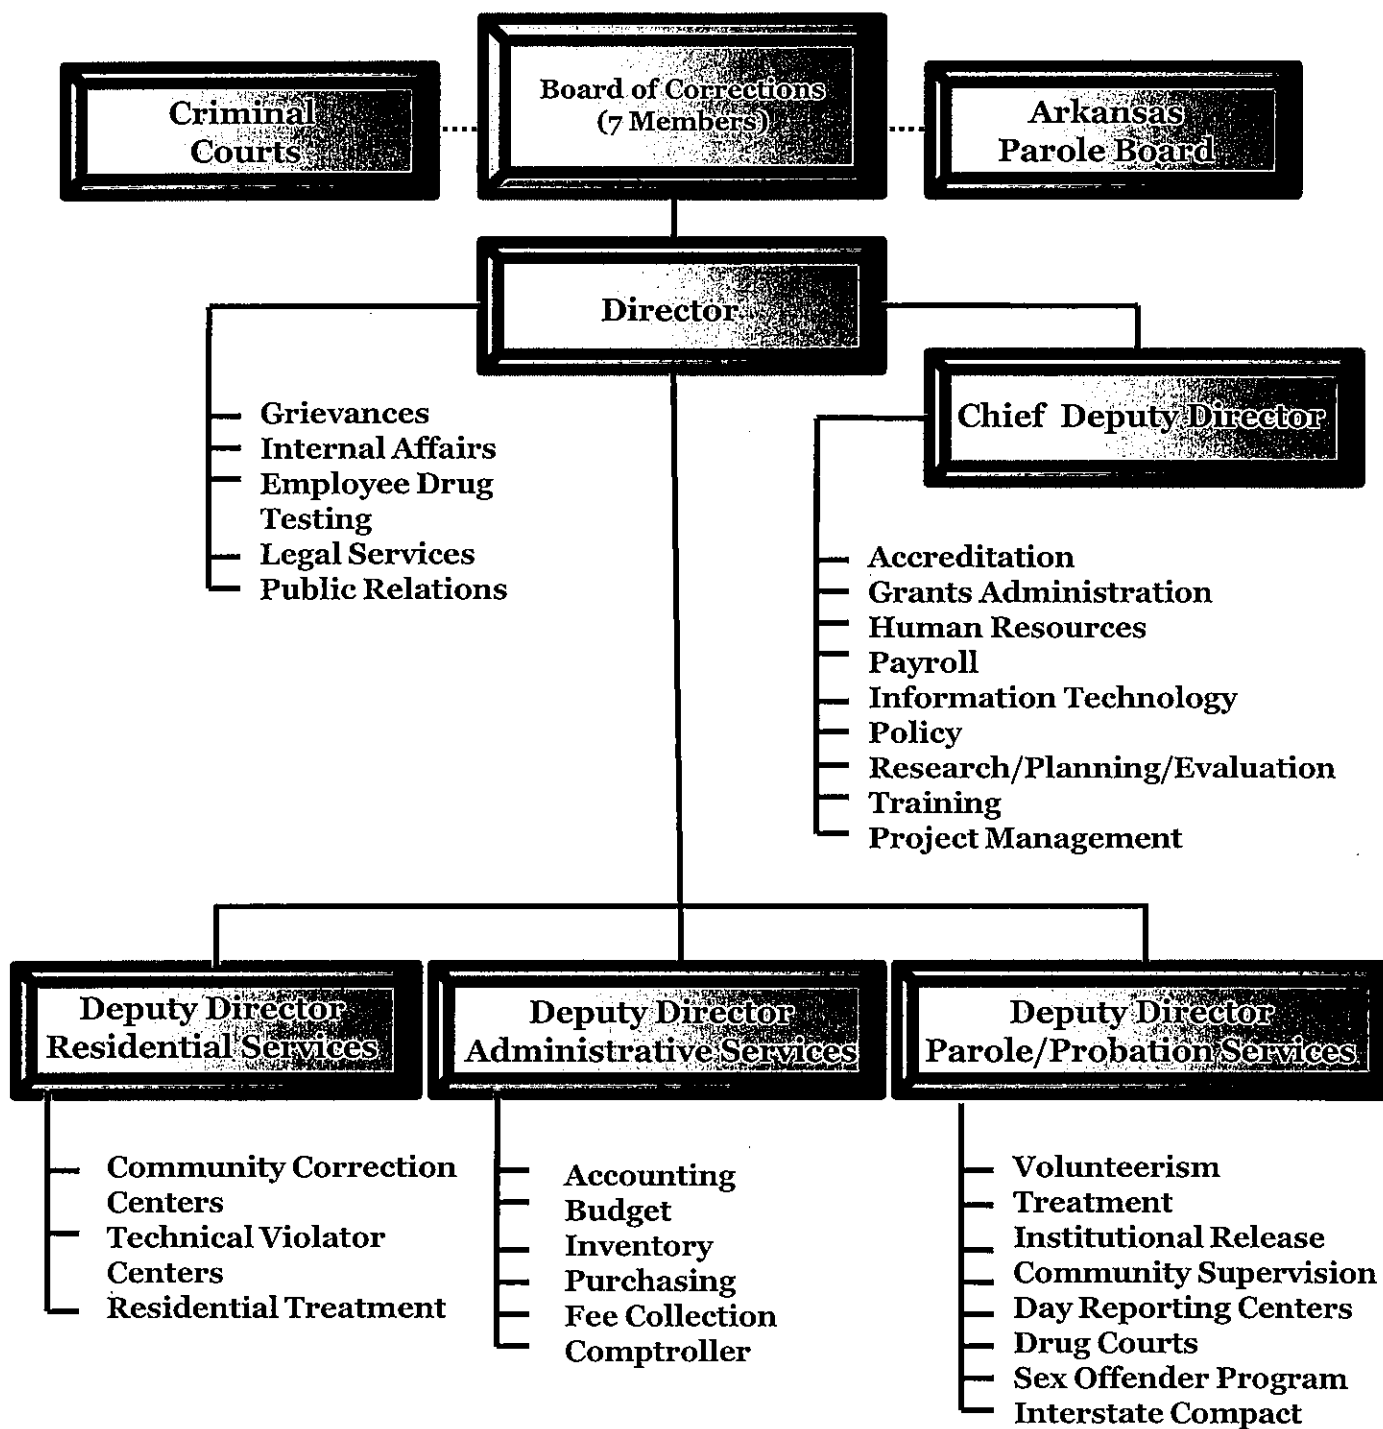 Criminal
Courts
Board of Corrections
(7 Members)
Arkansas
Parole Board
Director
Chief Deputy Director
Grievances
Internal Affairs
Employee Drug
Testing
Legal Services
Public Relations
Accreditation
Grants Administration
Human Resources
Payroll
Information Technology
Policy
Research/Planning/Evaluation
Training
Project Management
Deputy Director
Residential Services
Deputy Director
Administrative Services
Deputy Director
Parole/Probation Services
Community Correction
Centers
Technical Violator
Centers
Residential Treatment
Accounting
Budget
Inventory
Purchasing
Fee Collection
Comptroller
Volunteerism
Treatment
Institutional Release
Community Supervision
Day Reporting Centers
Drug Courts
Sex Offender Program
Interstate Compact